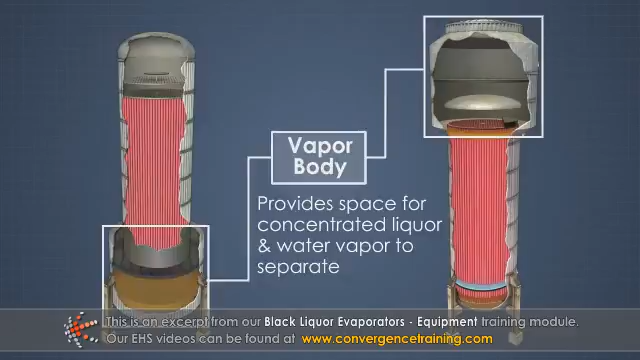 Vapor
Body
Provides space for
concentrated liquor
& water vapor to
separate
This is an excerpt from our Black Liquor Evaporators - Equipment training module.
Our EHS videos can be found at www.convergencetraining.com